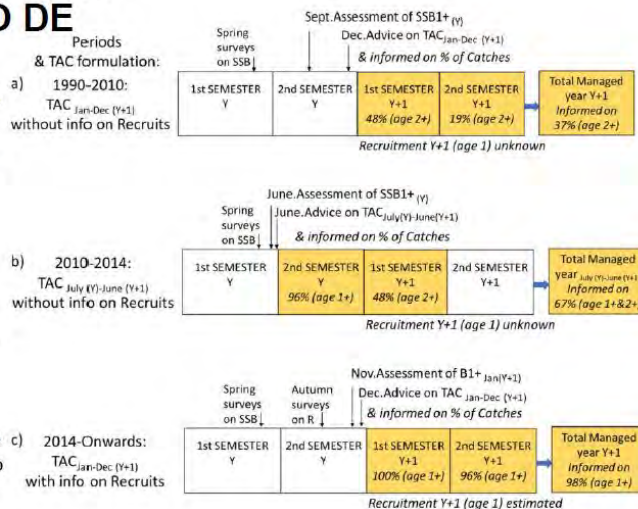 DE
Periods
& TAC formulation:
Spring
surveys
on SSB
Sept.Assessment of SSB1+ (Y)
Dec.Advice on TAC Jan-Dec (Y+1)
& informed on % of Catches
a) 1990-2010:
TAC Jan-Dec (Y+1)
without info on Recruits
1st SEMESTER
Y
2nd SEMESTER
Y
1st SEMESTER
Y+1
48% (age 2+)
2nd SEMESTER
Y+1
19% (age 2+)
Total Managed
year Y+1
Informed on
37% (age 2+)
Recruitment Y+1 (age 1) unknown
Spring
surveys
on SSB
June.Assessment of SSB1+ (Y)
June.Advice on TAC July(Y)-June(Y+1)
& informed on % of Catches
b) 2010-2014:
TAC July (Y)-June (Y+1)
without info on Recruits
1st SEMESTER
Y
2nd SEMESTER
Y
96% (age 1+)
1st SEMESTER
Y+1
48% (age 2+)
2nd SEMESTER
Y+1
Total Managed
year July (Y)-June (Y+1)
Informed on
67% (age 1+&2+)
Recruitment Y+1 (age 1) unknown
Spring
surveys
on SSB
Autumn
surveys
on R
Nov.Assessment of B1+ Jan(Y+1)
Dec.Advice on TAC Jan-Dec (Y+1)
& informed on % of Catches
c) 2014-Onwards:
TAC Jan-Dec (Y+1)
with info on Recruits
1st SEMESTER
Y
2nd SEMESTER
Y
1st SEMESTER
Y+1
100% (age 1+)
2nd SEMESTER
Y+1
96% (age 1+)
Total Managed
year Y+1
Informed on
98% (age 1+)
Recruitment Y+1 (age 1) estimated